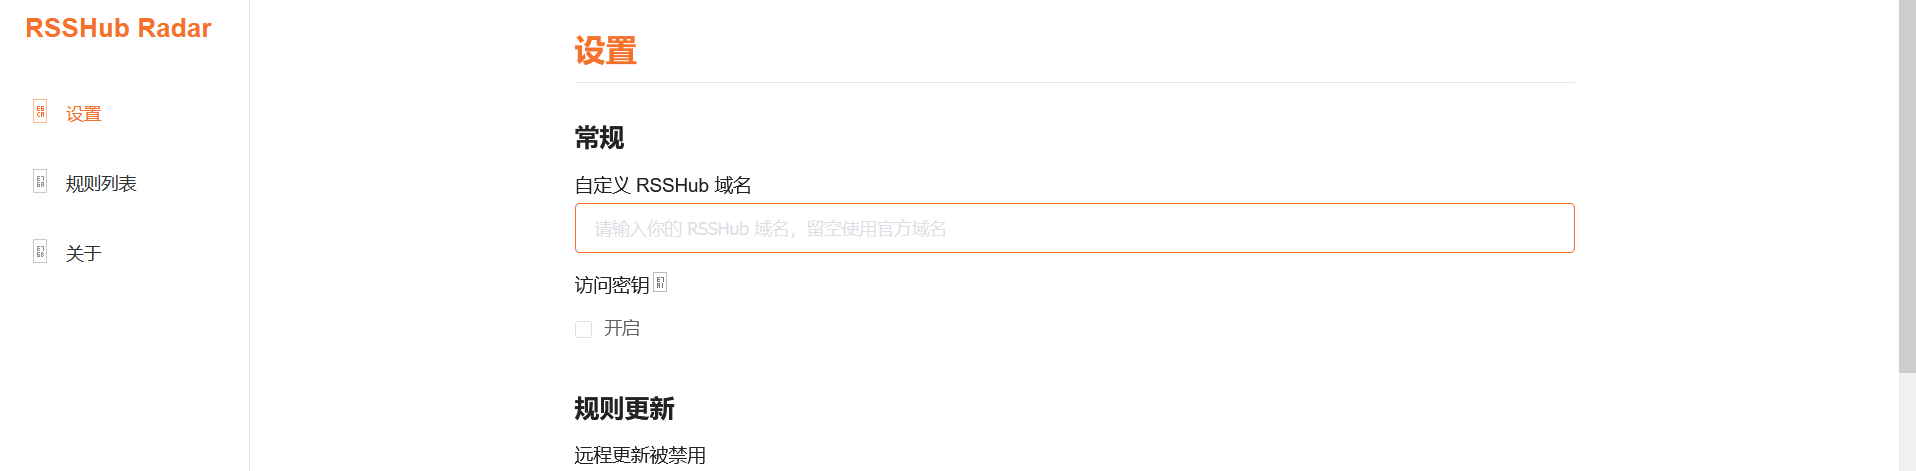 RSSHub Radar
设置
规则列表
关于
设置
常规
自定义 RSSHub 域名
请输入你的 RSSHub 域名，留空使用官方域名
访问密钥
开启
规则更新
远程更新被禁用